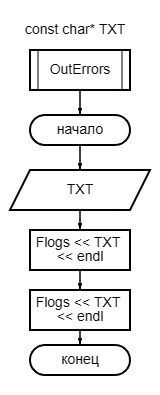 const char* TXT
OutErrors
начало
TXT
Flogs << TXT
<< endl
Flogs << TXT
<< endl
конец